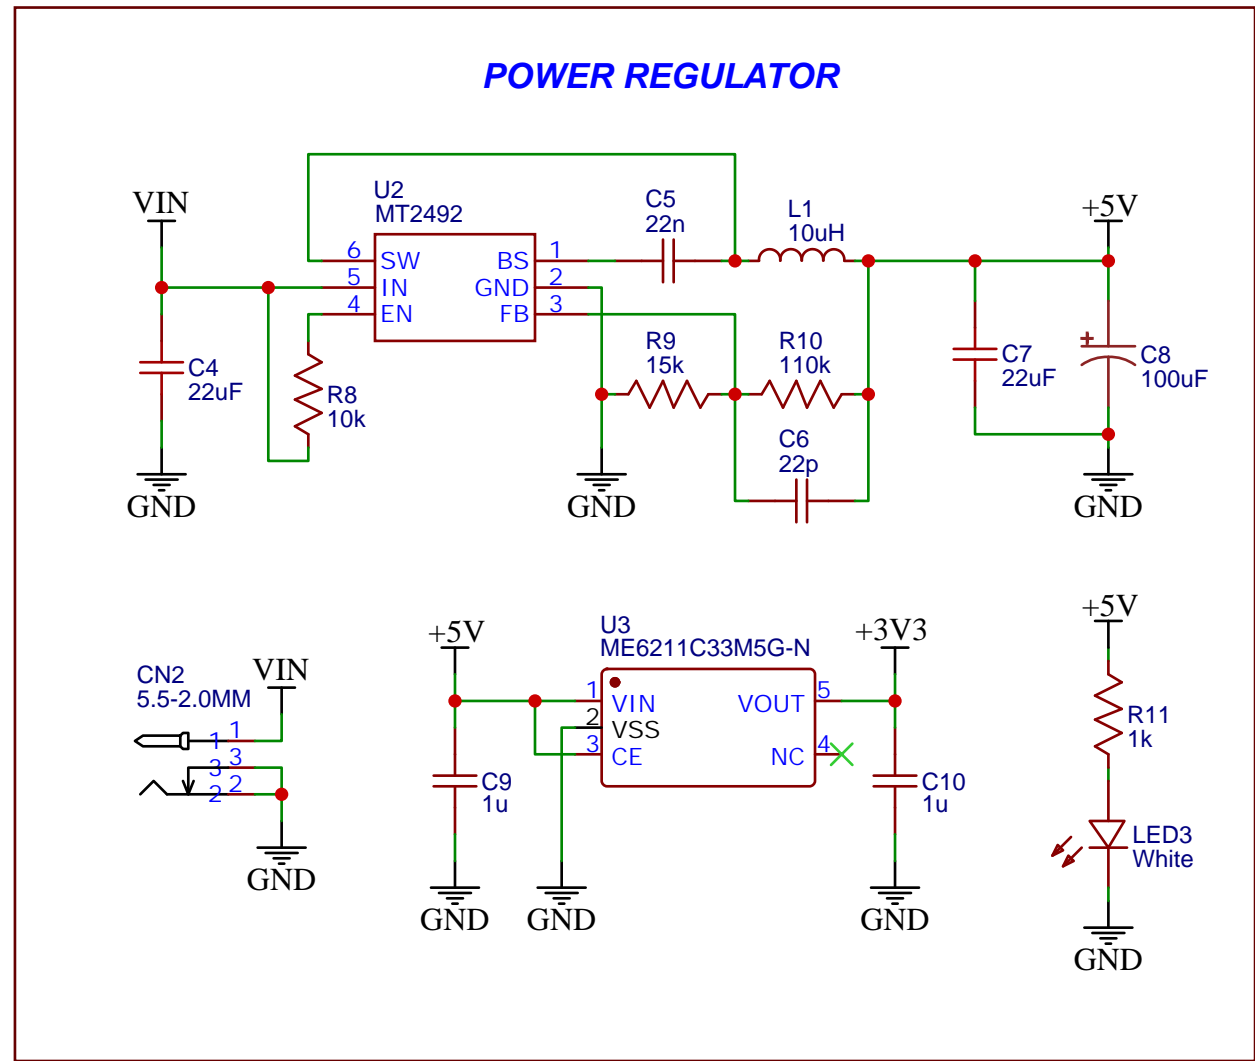 POWER REGULATOR
VIN
U2
MT2492
6 SW BS 1
5 IN GND 2
4 EN FB 3
C5
22n
L1
10uH
+5V
C4
22uF
R8
10k
R9
15k
R10
110k
C6
22p
C7
22uF
C8
100uF
GND
GND
GND
CN2
5.5-2.0MM
VIN
1 1
3 3
2 2
GND
+5V
U3
ME6211C33M5G-N
+3V3
1 VIN VOUT 5
2 VSS
3 CE NC 4
C9
1u
C10
1u
GND
GND
GND
+5V
R11
1k
LED3
White
GND